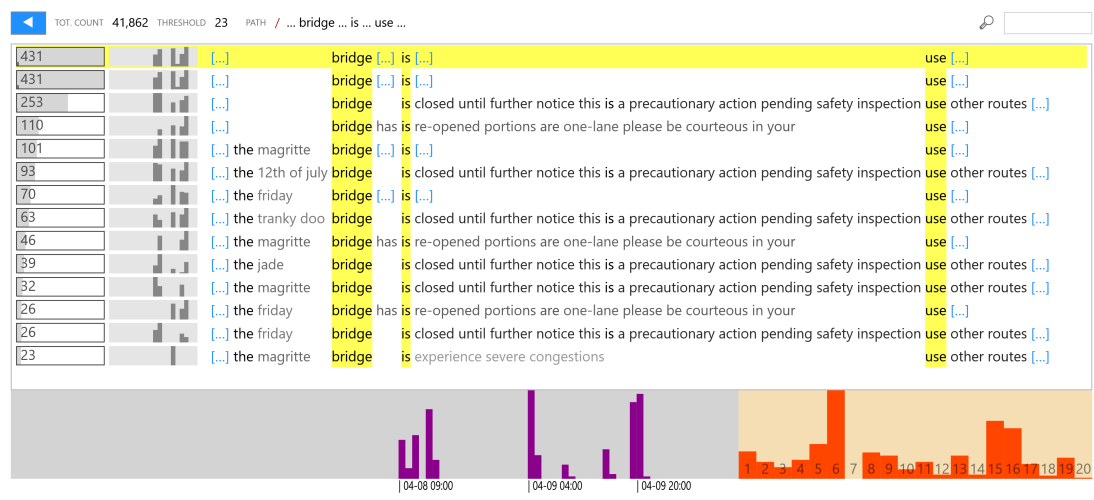 TOT. COUNT 41,862 THRESHOLD 23 PATH / ... bridge ... is ... use ...
431 [...] bridge [...] is [...] use [...]
431 [...] bridge [...] is [...] use [...]
253 [...] bridge is closed until further notice this is a precautionary action pending safety inspection use other routes [...]
110 [...] bridge has is re-opened portions are one-lane please be courteous in your use [...]
101 [...] the magritte bridge [...] is [...] use [...]
93 [...] the 12th of july bridge is closed until further notice this is a precautionary action pending safety inspection use other routes [...]
70 [...] the friday bridge [...] is [...] use [...]
63 [...] the tranky doo bridge is closed until further notice this is a precautionary action pending safety inspection use other routes [...]
46 [...] the magritte bridge has is re-opened portions are one-lane please be courteous in your use [...]
39 [...] the jade bridge is closed until further notice this is a precautionary action pending safety inspection use other routes [...]
32 [...] the magritte bridge is closed until further notice this is a precautionary action pending safety inspection use other routes [...]
26 [...] the friday bridge has is re-opened portions are one-lane please be courteous in your use [...]
26 [...] the friday bridge is closed until further notice this is a precautionary action pending safety inspection use other routes [...]
23 [...] the magritte bridge is experience severe congestions use other routes [...]
1 2 3 4 5 6 7 8 9 10 11 12 13 14 15 16 17 18 19 20
04-08 09:00 04-09 04:00 04-09 20:00